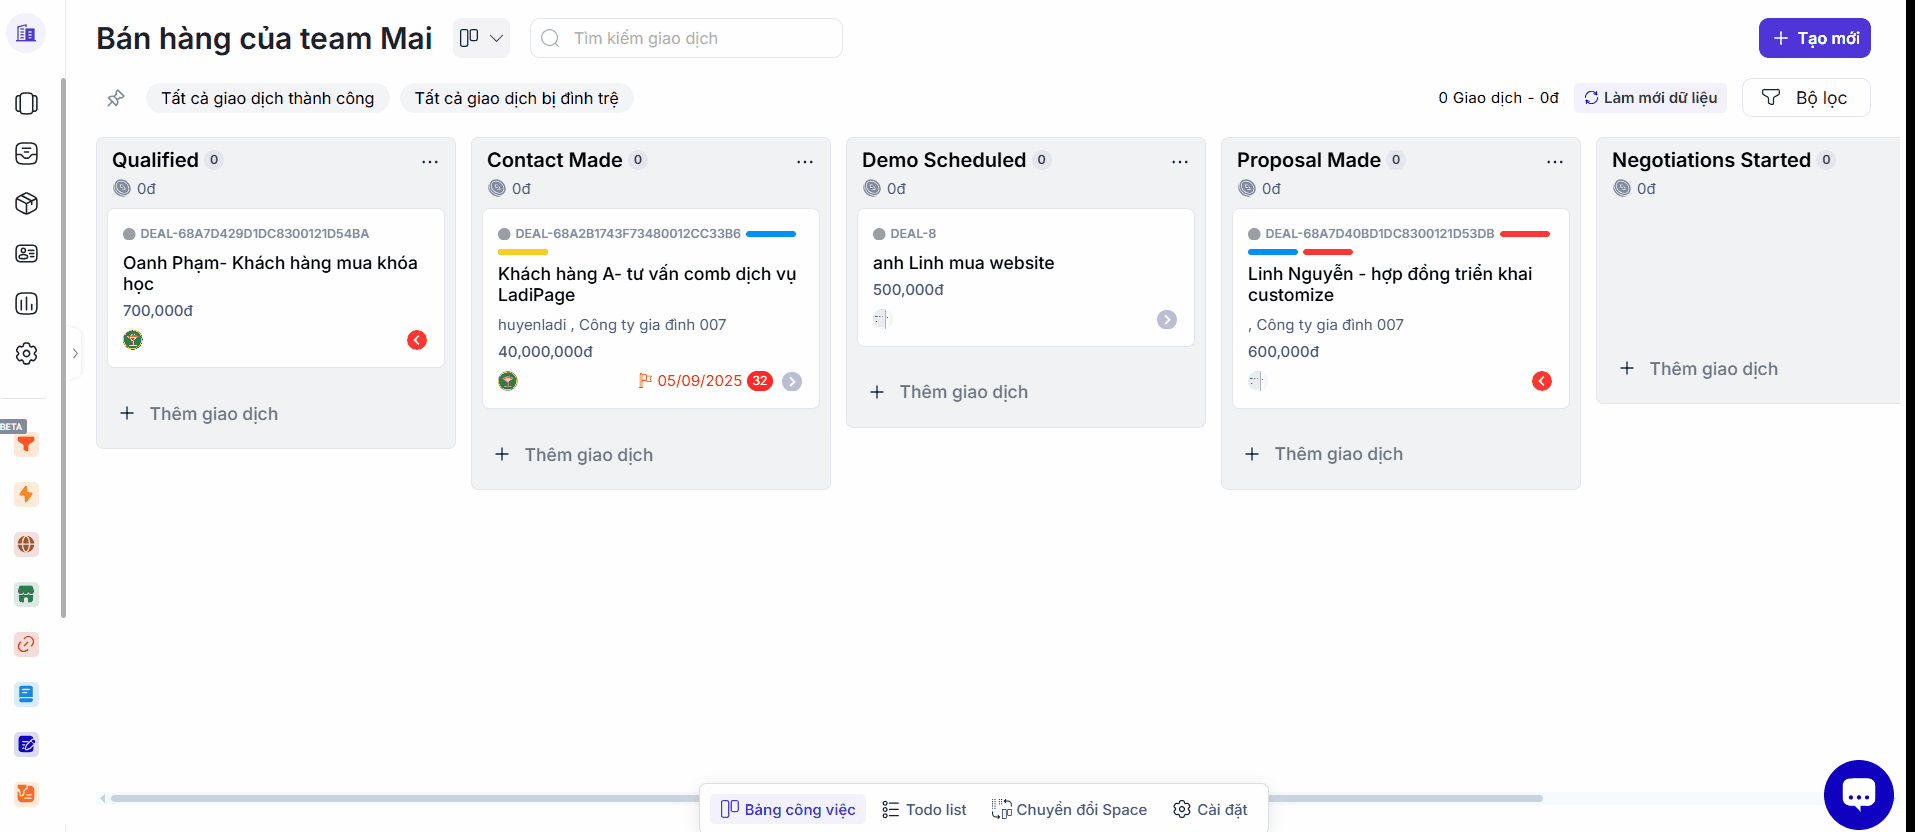 Bán hàng của team Mai
Tìm kiếm giao dịch
Tạo mới
Tất cả giao dịch thành công
Tất cả giao dịch bị đình trệ
0 Giao dịch - 0đ
Làm mới dữ liệu
Bộ lọc
BETA
Qualified 0
0đ
DEAL-68A7D429D1DC8300121D54BA
Oanh Phạm- Khách hàng mua khóa
học
700,000đ
Thêm giao dịch
Contact Made 0
0đ
DEAL-68A2B1743F73480012CC33B6
Khách hàng A- tư vấn comb dịch vụ
LadiPage
huyenladi , Công ty gia đình 007
40,000,000đ
05/09/2025 32
Thêm giao dịch
Demo Scheduled 0
0đ
DEAL-8
anh Linh mua website
500,000đ
Thêm giao dịch
Proposal Made 0
0đ
DEAL-68A7D40BD1DC8300121D53DB
Linh Nguyễn - hợp đồng triển khai
customize
, Công ty gia đình 007
600,000đ
Thêm giao dịch
Negotiations Started 0
0đ
Thêm giao dịch
Bảng công việc
Todo list
Chuyển đổi Space
Cài đặt